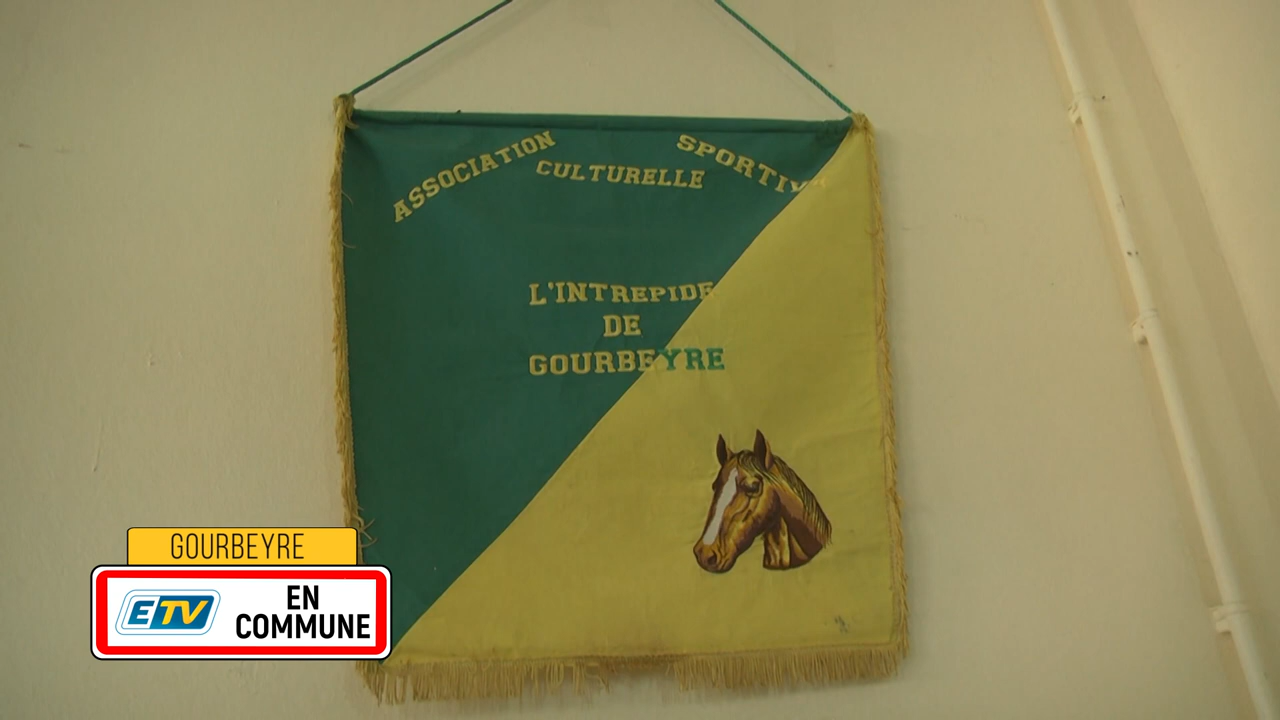 ASSOCIATION CULTURELLE SPORTIVE
L'INTREPIDE
DE
GOURBEYRE
GOURBEYRE
ETV
EN
COMMUNE